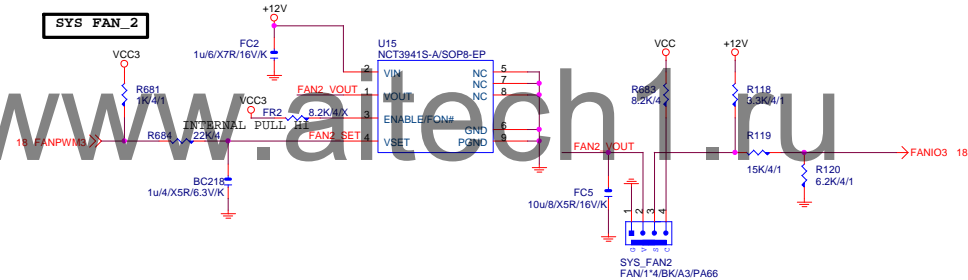 SYS FAN_2
+12V
FC2
1u/6/X7R/16V/K
U15
NCT3941S-A/SOP8-EP
VCC3
R681
1K/4/1
2 VIN
1 VOUT
3 ENABLE/FON#
4 VSET
NC 5
NC 7
NC 8
GND 6
PGND 9
FAN2_VOUT
VCC3
FR2 8.2K/4/X
INTERNAL PULL HI
FAN2_SET
18 FANPWM3
R684 22K/4
BC218
1u/4/X5R/6.3V/K
VCC
R683
8.2K/4
+12V
R118
3.3K/4/1
FAN2_VOUT
R119
15K/4/1
FANIO3 18
R120
6.2K/4/1
FC5
10u/8/X5R/16V/K
1 2 3 4
G V S C
SYS_FAN2
FAN/1*4/BK/A3/PA66
www.aitech1.ru